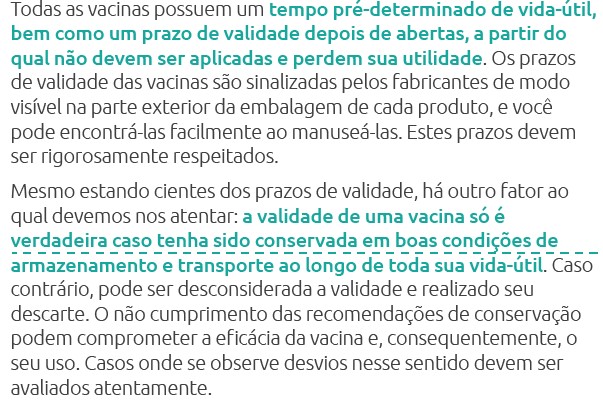 Todas as vacinas possuem um tempo pré-determinado de vida-útil,
bem como um prazo de validade depois de abertas, a partir do
qual não devem ser aplicadas e perdem sua utilidade. Os prazos
de validade das vacinas são sinalizadas pelos fabricantes de modo
visível na parte exterior da embalagem de cada produto, e você
pode encontrá-las facilmente ao manuseá-las. Estes prazos devem
ser rigorosamente respeitados.
Mesmo estando cientes dos prazos de validade, há outro fator ao
qual devemos nos atentar: a validade de uma vacina só é
verdadeira caso tenha sido conservada em boas condições de
armazenamento e transporte ao longo de toda sua vida-útil. Caso
contrário, pode ser desconsiderada a validade e realizado seu
descarte. O não cumprimento das recomendações de conservação
podem comprometer a eficácia da vacina e, consequentemente, o
seu uso. Casos onde se observe desvios nesse sentido devem ser
avaliados atentamente.